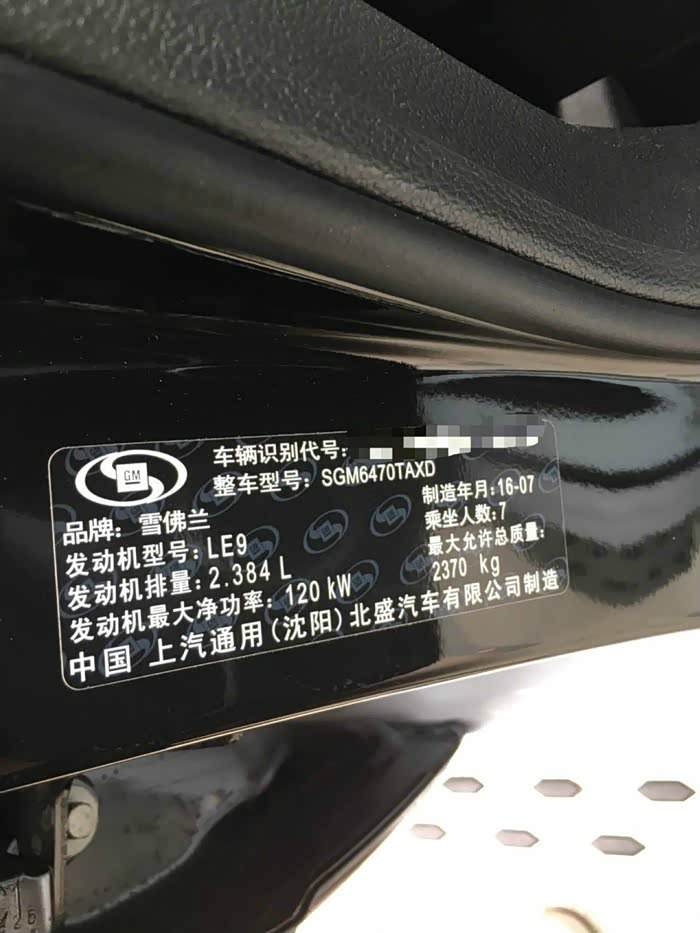 GM
车辆识别代号:
整车型号: SGM6470TAXD
品牌: 雪佛兰
制造年月:16-07
发动机型号: LE9
乘坐人数:7
发动机排量: 2.384 L
最大允许总质量:
发动机最大净功率: 120 kW
2370 kg
中国 上汽通用(沈阳)北盛汽车有限公司制造